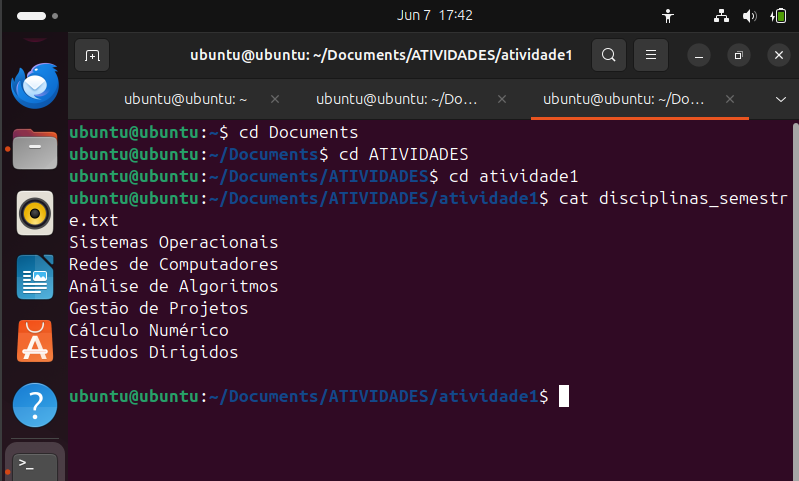 Jun 7 17:42
ubuntu@ubuntu: ~/Documents/ATIVIDADES/atividade1
ubuntu@ubuntu: ~
ubuntu@ubuntu: ~/Do...
ubuntu@ubuntu: ~/Do...
ubuntu@ubuntu:~$ cd Documents
ubuntu@ubuntu:~/Documents$ cd ATIVIDADES
ubuntu@ubuntu:~/Documents/ATIVIDADES$ cd atividade1
ubuntu@ubuntu:~/Documents/ATIVIDADES/atividade1$ cat disciplinas_semestr
e.txt
Sistemas Operacionais
Redes de Computadores
Análise de Algoritmos
Gestão de Projetos
Cálculo Numérico
Estudos Dirigidos
ubuntu@ubuntu:~/Documents/ATIVIDADES/atividade1$